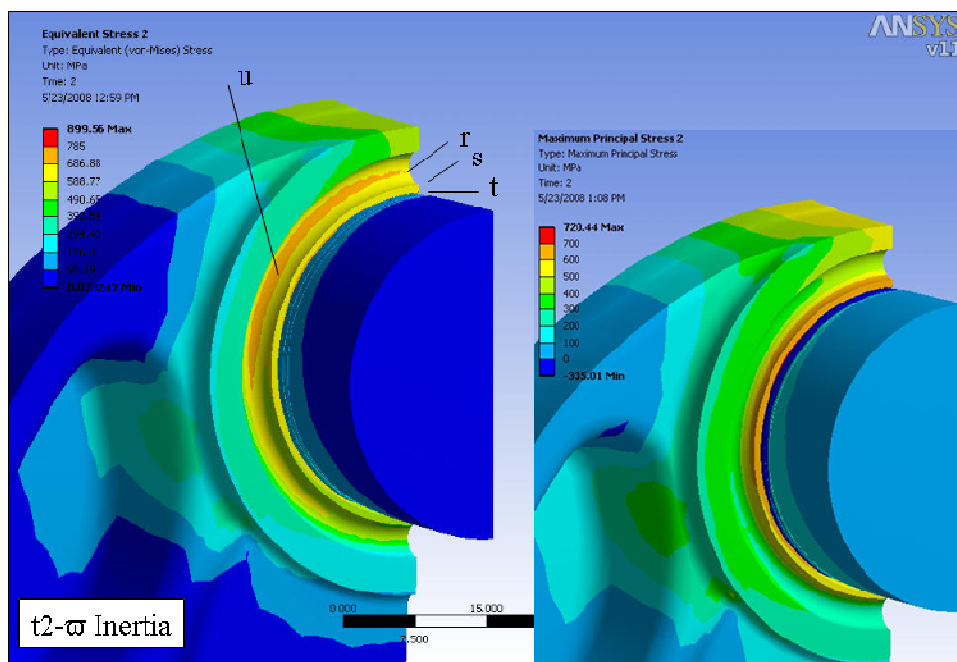 Equivalent Stress 2
Type: Equivalent (von-Mises) Stress
Unit: MPa
Time: 2
5/23/2008 12:59 PM
899.56 Max
785
686.88
588.77
490.65
Min
u
r
s
t
ANSYS
v11
Maximum Principal Stress 2
Type: Maximum Principal Stress
Unit: MPa
Time: 2
5/23/2008 1:08 PM
720.44 Max
700
600
500
400
300
200
100
0
-335.01 Min
0.000
15.000
7.500
t2-ϖ Inertia